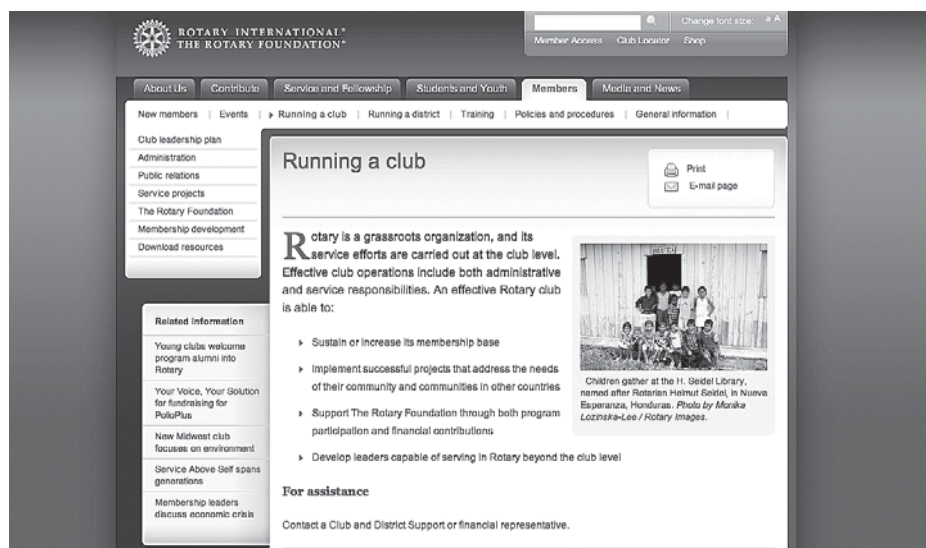 ROTARY INTERNATIONAL®
THE ROTARY FOUNDATION®
Change font size: a A
Member Access Club Locator Shop
About Us Contribute Service and Fellowship Students and Youth Members Media and News
New members | Events | Running a club | Running a district | Training | Policies and procedures | General information |
Club leadership plan
Administration
Public relations
Service projects
The Rotary Foundation
Membership development
Download resources
Related Information
Young clubs welcome
program alumni into
Rotary
Your Voice, Your Solution
for fundraising for
PolioPlus
New Midwest club
focuses on environment
Service Above Self spans
generations
Membership leaders
discuss economic crisis
Running a club
Print
E-mail page
Rotary is a grassroots organization, and its
service efforts are carried out at the club level.
Effective club operations include both administrative
and service responsibilities. An effective Rotary club
is able to:
Sustain or increase its membership base
Implement successful projects that address the needs
of their community and communities in other countries
Support The Rotary Foundation through both program
participation and financial contributions
Develop leaders capable of serving in Rotary beyond the club level
Children gather at the H. Seidel Library,
named after Rotarian Helmut Seidel, in Nueva
Esperanza, Honduras. Photo by Monika
Lozinska-Lee / Rotary Images.
For assistance
Contact a Club and District Support or financial representative.